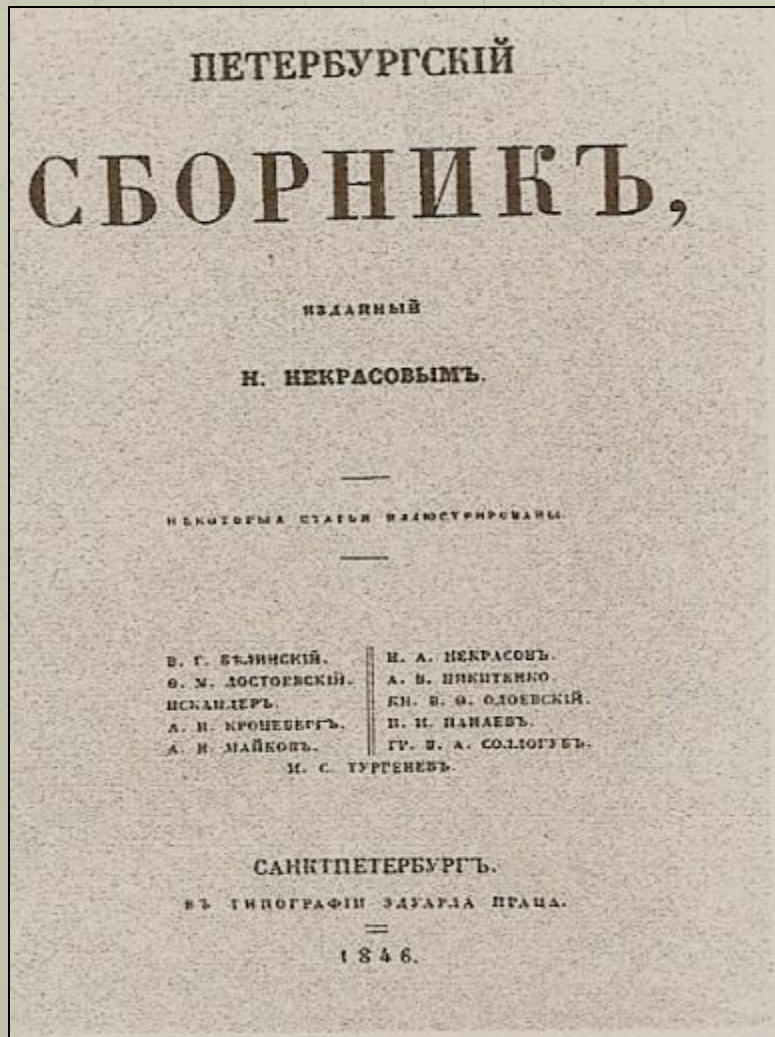 ПЕТЕРБУРГСКІЙ
СБОРНИКЪ,
ИЗДАННЫЙ
Н. НЕКРАСОВЫМЪ.
НѢКОТОРЫЯ СТАТЬИ ИЛЛЮСТРИРОВАНЫ.
В. Г. БѢЛИНСКІЙ.
Ѳ. М. ДОСТОЕВСКІЙ.
ИСКАНДЕРЪ.
А. И. КРОНЕБЕРГЪ.
А. Н. МАЙКОВЪ.
Н. А. НЕКРАСОВЪ.
А. В. НИКИТЕНКО
КН. В. Ѳ. ОДОЕВСКІЙ.
И. И. ПАНАЕВЪ.
ГР. В. А. СОЛЛОГУБЪ.
И. С. ТУРГЕНЕВЪ.
САНКТПЕТЕРБУРГЪ.
ВЪ ТИПОГРАФІИ ЭДУАРДА ПРАЦА.
1846.